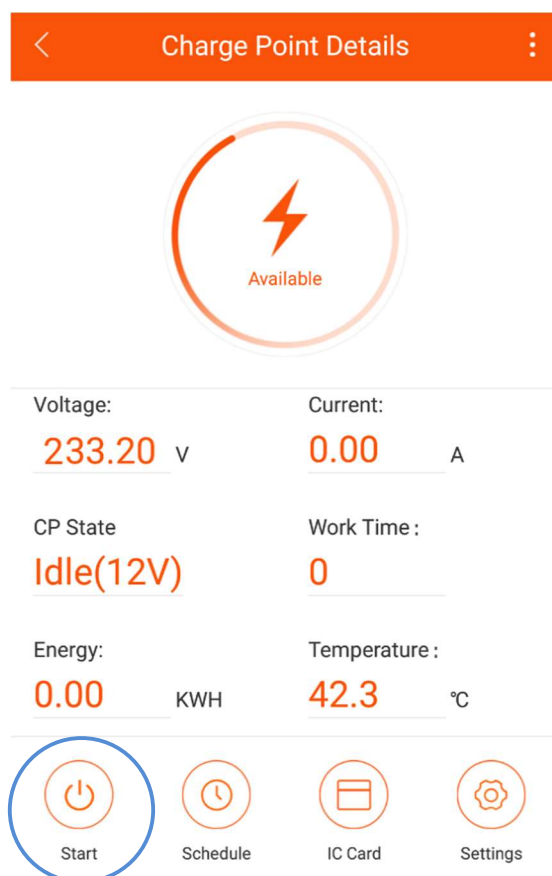 Charge Point Details
Available
Voltage: Current:
233.20 V 0.00 A
CP State Work Time :
Idle(12V) 0
Energy: Temperature :
0.00 KWH 42.3 ℃
Start Schedule IC Card Settings